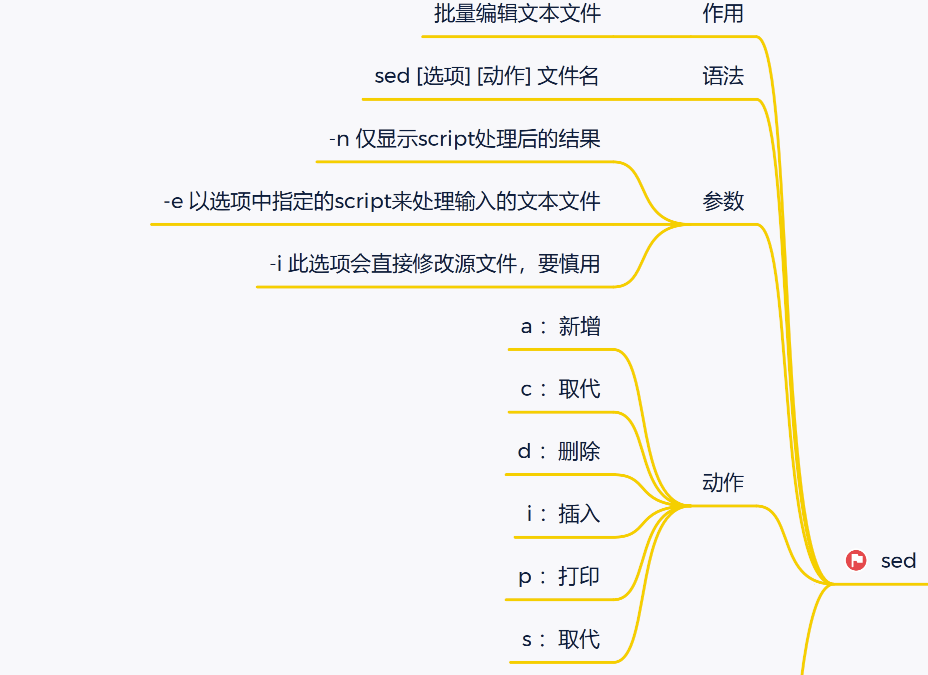 批量编辑文本文件 作用
sed [选项] [动作] 文件名 语法
-n 仅显示script处理后的结果
-e 以选项中指定的script来处理输入的文本文件 参数
-i 此选项会直接修改源文件，要慎用
a： 新增
c： 取代
d： 删除
动作
i： 插入
sed
p： 打印
s： 取代